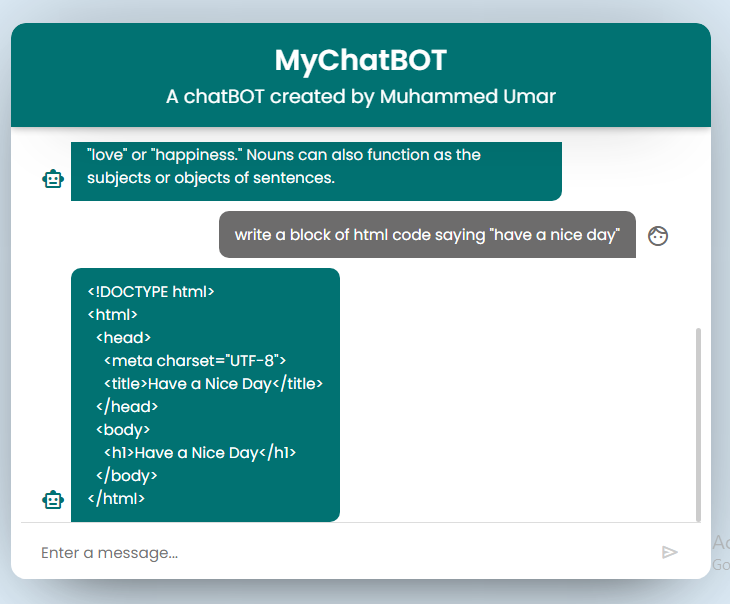 MyChatBOT
A chatBOT created by Muhammed Umar
"love" or "happiness." Nouns can also function as the
subjects or objects of sentences.
write a block of html code saying "have a nice day"
<!DOCTYPE html>
<html>
  <head>
    <meta charset="UTF-8">
    <title>Have a Nice Day</title>
  </head>
  <body>
    <h1>Have a Nice Day</h1>
  </body>
</html>
Enter a message...